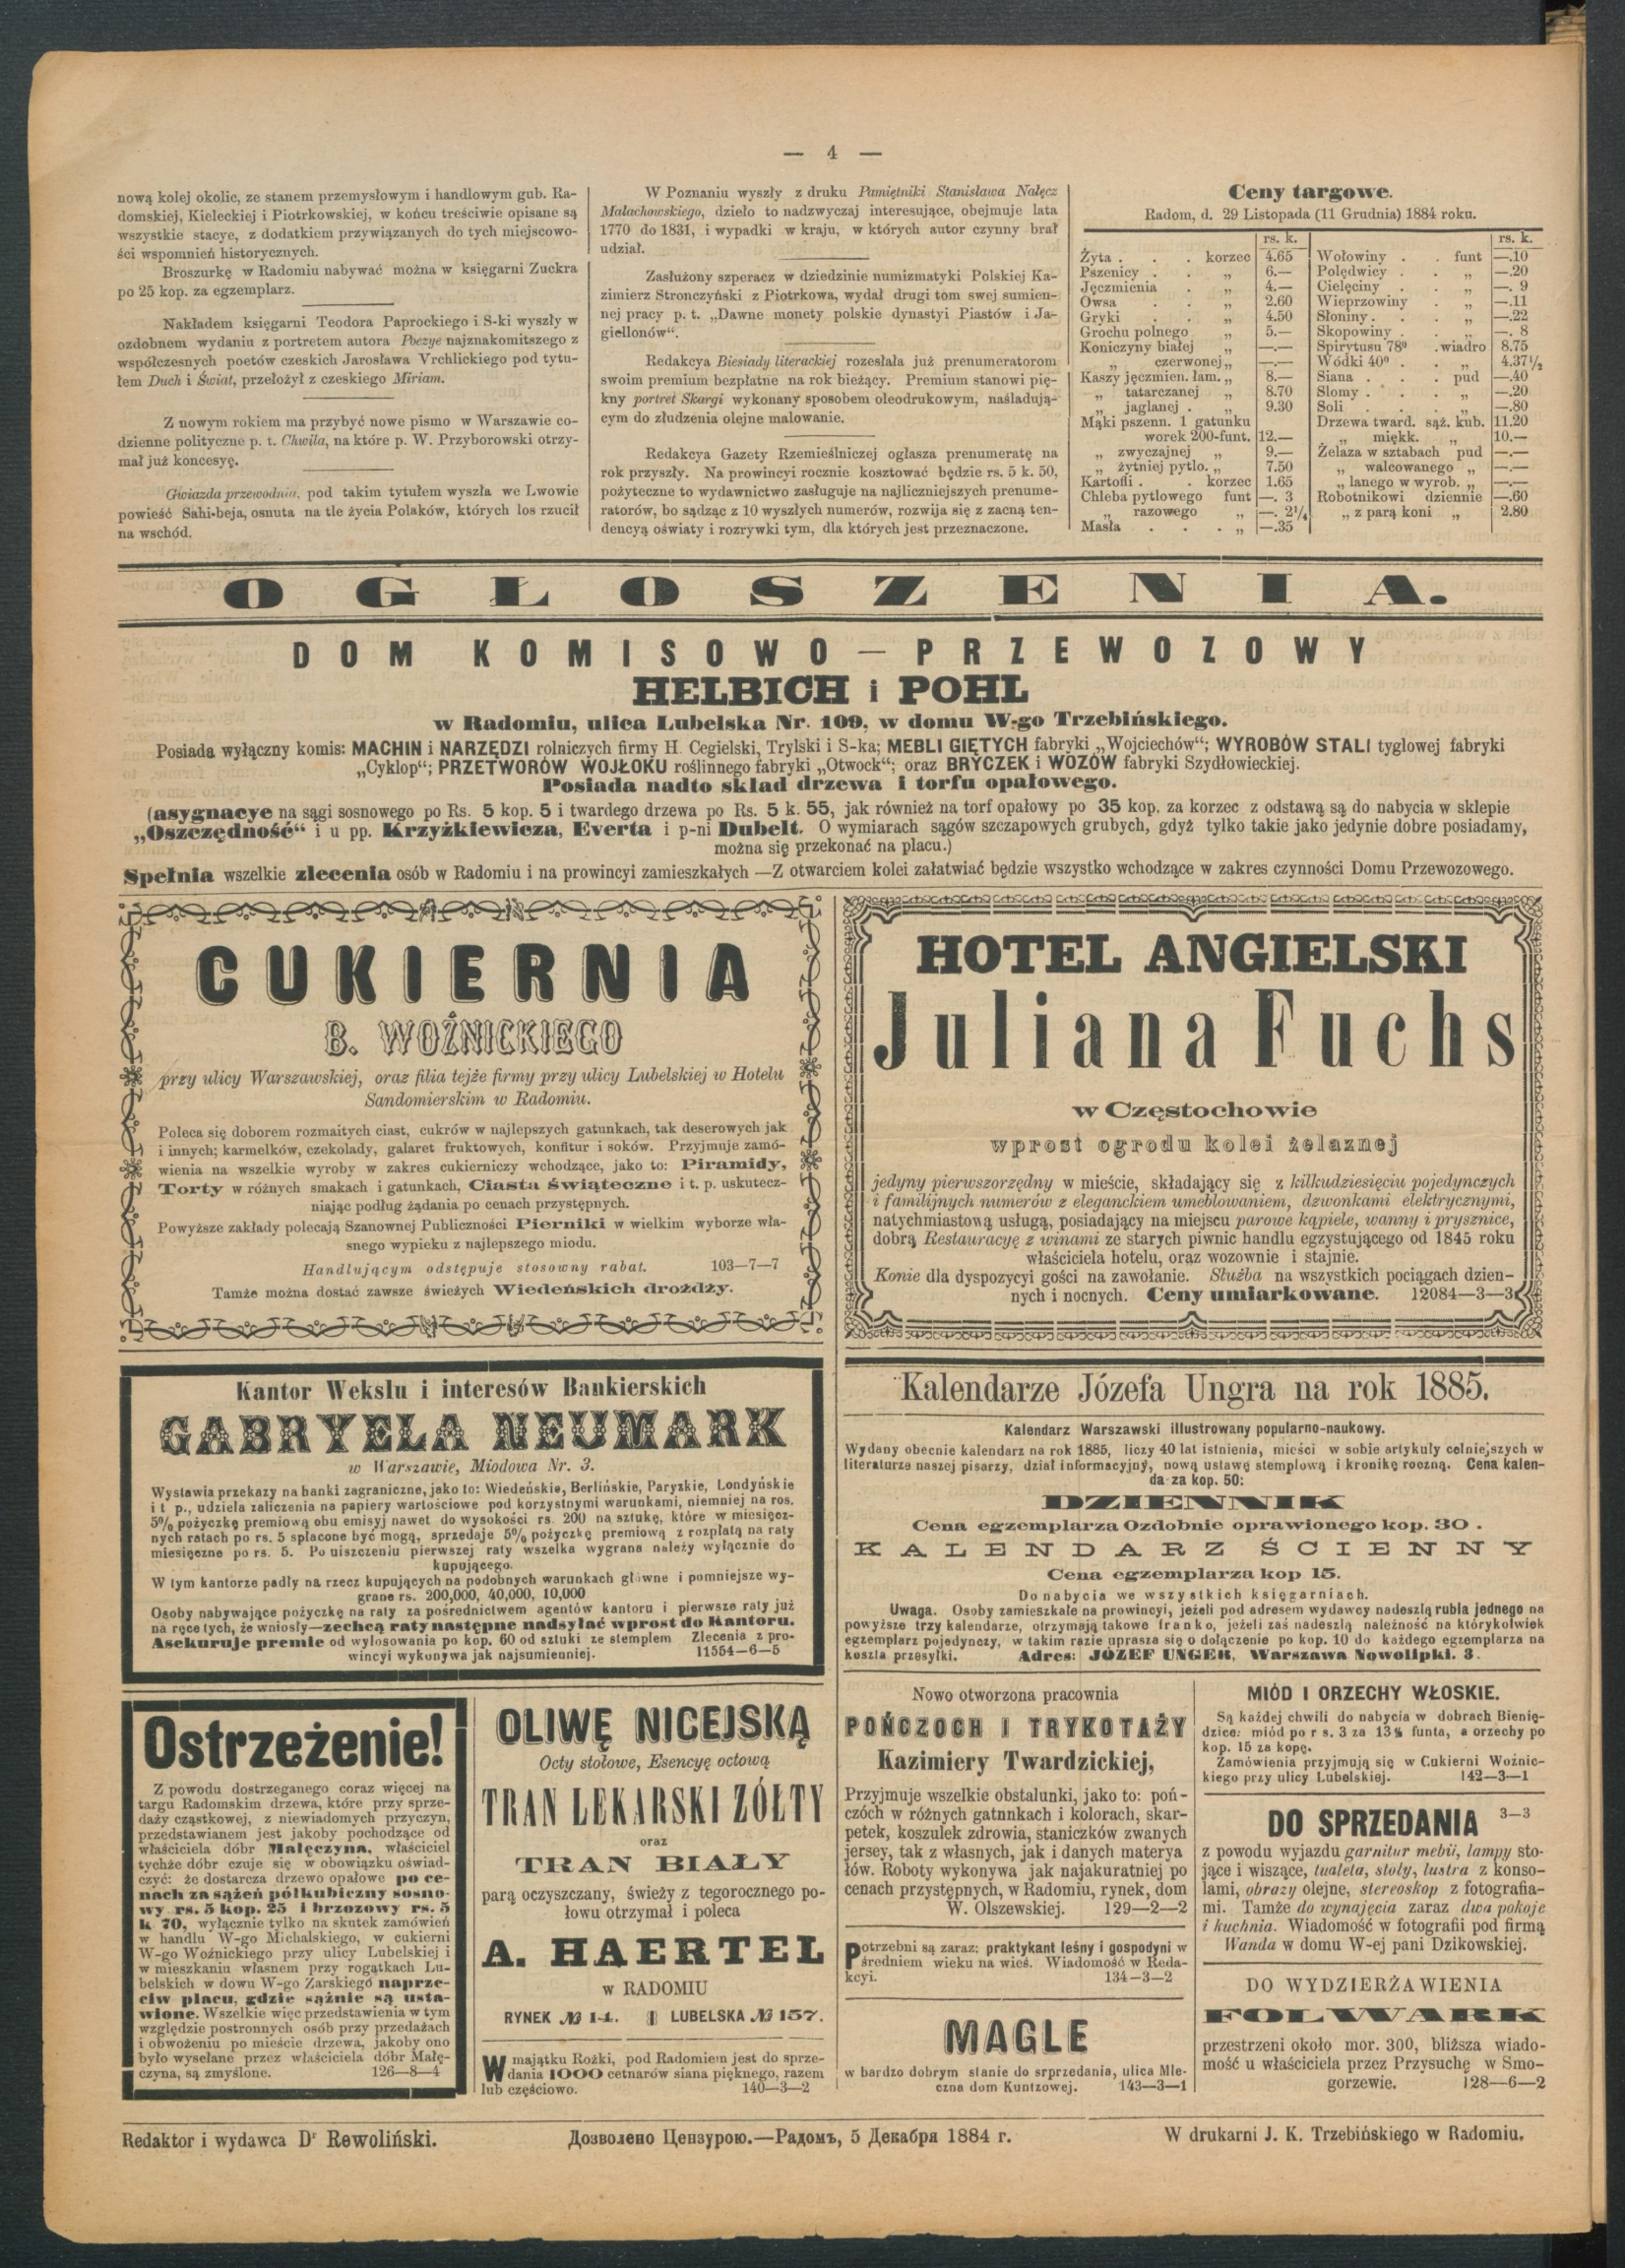 — 4 —
nową kolej okolic, ze stanem przemysłowym i handlowym gub. Ra-
domskiej, Kieleckiej i Piotrkowskiej, w końcu treściwie opisane są
wszystkie stacye, z dodatkiem przywiązanych do tych miejscowo-
ści wspomnień historycznych.
Broszurkę w Radomiu nabywać można w księgarni Zuckra
po 25 kop. za egzemplarz.
Nakładem księgarni Teodora Paprockiego i S-ki wyszły w
ozdobnem wydaniu z portretem autora Poezye najznakomitszego z
współczesnych poetów czeskich Jarosława Vrchlickiego pod tytu-
łem Duch i Świat, przełożył z czeskiego Miriam.
Z nowym rokiem ma przybyć nowe pismo w Warszawie co-
dzienne polityczne p. t. Chwila, na które p. W. Przyborowski otrzy-
mał już koncesyę.
Gwiazda przewodnia, pod takim tytułem wyszła we Lwowie
powieść Sahi-beja, osnuta na tle życia Polaków, których los rzucił
na wschód.
W Poznaniu wyszły z druku Pamiętniki Stanisława Nałęcz
Małachowskiego, dzieło to nadzwyczaj interesujące, obejmuje lata
1770 do 1831, i wypadki w kraju, w których autor czynny brał
udział.
Zasłużony szperacz w dziedzinie numizmatyki Polskiej Ka-
zimierz Stronczyński z Piotrkowa, wydał drugi tom swej sumien-
nej pracy p. t. „Dawne monety polskie dynastyi Piastów i Ja-
giellonów“.
Redakcya Biesiady literackiej rozesłała już prenumeratorom
swoim premium bezpłatne na rok bieżący. Premium stanowi pię-
kny portret Skargi wykonany sposobem oleodrukowym, naśladują-
cym do złudzenia olejne malowanie.
Redakcya Gazety Rzemieślniczej ogłasza prenumeratę na
rok przyszły. Na prowincyi rocznie kosztować będzie rs. 5 k. 50,
pożyteczne to wydawnictwo zasługuje na najliczniejszych prenume-
ratorów, bo sądząc z 10 wyszłych numerów, rozwija się z zacną ten-
dencyą oświaty i rozrywki tym, dla których jest przeznaczone.
Ceny targowe.
Radom, d. 29 Listopada (11 Grudnia) 1884 roku.
rs. k.
Żyta . . . korzec 4.65
Pszenicy . . „ 6.—
Jęczmienia . „ 4.—
Owsa . . „ 2.60
Gryki . . „ 4.50
Grochu polnego „ 5.—
Koniczyny białej „ —.—
„ czerwonej „ —.—
Kaszy jęczmien. łam. „ 8.—
„ tatarczanej „ 8.70
„ jaglanej . „ 9.30
Mąki pszenn. 1 gatunku
worek 200-funt. 12.—
„ zwyczajnej „ 9.—
„ żytniej pytlo. „ 7.50
Kartofli . . korzec 1.65
Chleba pytlowego funt —. 3
„ razowego „ —. 2¼
Masła . . . „ —.35
rs. k.
Wołowiny . . funt —.10
Polędwicy . . „ —.20
Cielęciny . . „ —. 9
Wieprzowiny . „ —.11
Słoniny . . . „ —.22
Skopowiny . . „ —. 8
Spirytusu 78⁰ . wiadro 8.75
Wódki 40⁰ . . „ 4.37½
Siana . . . pud —.40
Słomy . . . „ —.20
Soli . . . „ —.80
Drzewa tward. sąż. kub. 11.20
„ miękk. „ 10.—
Żelaza w sztabach pud —.—
„ walcowanego „ —.—
„ lanego w wyrob. „ —.—
Robotnikowi dziennie —.60
„ z parą koni „ 2.80
OGŁOSZENIA.
DOM KOMISOWO — PRZEWOZOWY
HELBICH i POHL
w Radomiu, ulica Lubelska Nr. 109, w domu W-go Trzebińskiego.
Posiada wyłączny komis: MACHIN i NARZĘDZI rolniczych firmy H. Cegielski, Trylski i S-ka; MEBLI GIĘTYCH fabryki „Wojciechów“; WYROBÓW STALI tyglowej fabryki
„Cyklop“; PRZETWORÓW WOJŁOKU roślinnego fabryki „Otwock“; oraz BRYCZEK i WOZÓW fabryki Szydłowieckiej.
Posiada nadto skład drzewa i torfu opałowego.
(asygnacye na sągi sosnowego po Rs. 5 kop. 5 i twardego drzewa po Rs. 5 k. 55, jak również na torf opałowy po 35 kop. za korzec z odstawą są do nabycia w sklepie
„Oszczędność“ i u pp. Krzyżkiewicza, Everta i p-ni Dubelt. O wymiarach sągów szczapowych grubych, gdyż tylko takie jako jedynie dobre posiadamy,
można się przekonać na placu.)
Spełnia wszelkie zlecenia osób w Radomiu i na prowincyi zamieszkałych —Z otwarciem kolei załatwiać będzie wszystko wchodzące w zakres czynności Domu Przewozowego.
CUKIERNIA
B. WOŹNICKIEGO
przy ulicy Warszawskiej, oraz filia tejże firmy przy ulicy Lubelskiej w Hotelu
Sandomierskim w Radomiu.
Poleca się doborem rozmaitych ciast, cukrów w najlepszych gatunkach, tak deserowych jak
i innych; karmelków, czekolady, galaret fruktowych, konfitur i soków. Przyjmuje zamó-
wienia na wszelkie wyroby w zakres cukierniczy wchodzące, jako to: Piramidy,
Torty w różnych smakach i gatunkach, Ciasta świąteczne i t. p. uskutecz-
niając podług żądania po cenach przystępnych.
Powyższe zakłady polecają Szanownej Publiczności Pierniki w wielkim wyborze wła-
snego wypieku z najlepszego miodu.
Handlującym odstępuje stosowny rabat. 103—7—7
Tamże można dostać zawsze świeżych Wiedeńskich drożdży.
HOTEL ANGIELSKI
Juliana Fuchs
w Częstochowie
wprost ogrodu kolei żelaznej
jedyny pierwszorzędny w mieście, składający się z kilkudziesięciu pojedynczych
i familijnych numerów z eleganckiem umeblowaniem, dzwonkami elektrycznymi,
natychmiastową usługą, posiadający na miejscu parowe kąpiele, wanny i prysznice,
dobrą Restauracyę z winami ze starych piwnic handlu egzystującego od 1845 roku
właściciela hotelu, orąz wozownie i stajnie.
Konie dla dyspozycyi gości na zawołanie. Służba na wszystkich pociągach dzien-
nych i nocnych. Ceny umiarkowane. 12084—3—3
Kantor Wekslu i interesów Bankierskich
GABRYELA NEUMARK
w Warszawie, Miodowa Nr. 3.
Wystawia przekazy na banki zagraniczne, jako to: Wiedeńskie, Berlińskie, Paryzkie, Londyńskie
i t p., udziela zaliczenia na papiery wartościowe pod korzystnymi warunkami, niemniej na ros.
5% pożyczkę premiową obu emisyj nawet do wysokości rs. 200 na sztukę, które w miesięcz-
nych ratach po rs. 5 spłacone być mogą, sprzedaje 5% pożyczkę premiową z rozpłatą na raty
miesięczne po rs. 5. Po uiszczeniu pierwszej raty wszelka wygrana należy wyłącznie do
kupującego.
W tym kantorze padły na rzecz kupujących na podobnych warunkach główne i pomniejsze wy-
grane rs. 200,000, 40,000, 10,000
Osoby nabywające pożyczkę na raty za pośrednictwem agentów kantoru i pierwsze raty już
na ręce tych, że wniosły—zechcą raty następne nadsyłać wprost do Kantoru.
Asekuruje premie od wylosowania po kop. 60 od sztuki ze stemplem Zlecenia z pro-
wincyi wykonywa jak najsumienniej. 11554—6—5
Kalendarze Józefa Ungra na rok 1885.
Kalendarz Warszawski illustrowany popularno-naukowy.
Wydany obecnie kalendarz na rok 1885, liczy 40 lat istnienia, mieści w sobie artykuły celniejszych w
literaturze naszej pisarzy, dział informacyjny, nową ustawę stemplową i kronikę roczną. Cena kalen-
da za kop. 50:
DZIENNIK
Cena egzemplarza Ozdobnie oprawionego kop. 30 .
KALENDARZ ŚCIENNY
Cena egzemplarza kop 15.
Do nabycia we wszystkich księgarniach.
Uwaga. Osoby zamieszkałe na prowincyi, jeżeli pod adresem wydawcy nadeszlą rubla jednego na
powyższe trzy kalendarze, otrzymają takowe franko, jeżeli zaś nadeszlą należność na którykolwiek
egzemplarz pojedynczy, w takim razie uprasza się o dołączenie po kop. 10 do każdego egzemplarza na
koszta przesyłki. Adres: JÓZEF UNGER, Warszawa Nowolipki. 3.
Ostrzeżenie!
Z powodu dostrzeganego coraz więcej na
targu Radomskim drzewa, które przy sprze-
daży cząstkowej, z niewiadomych przyczyn,
przedstawianem jest jakoby pochodzące od
właściciela dóbr Małęczyna, właściciel
tychże dóbr czuje się w obowiązku oświad-
czyć: że dostarcza drzewo opałowe po ce-
nach za sążeń półkubiczny sosno-
wy rs. 5 kop. 25 i brzozowy rs. 5
k 70, wyłącznie tylko na skutek zamówień
w handlu W-go Michalskiego, w cukierni
W-go Woźnickiego przy ulicy Lubelskiej i
w mieszkaniu własnem przy rogątkach Lu-
belskich w dowu W-go Żarskiego naprze-
ciw placu, gdzie sążnie są usta-
wione. Wszelkie więc przedstawienia w tym
względzie postronnych osób przy przedażach
i obwożeniu po mieście drzewa, jakoby ono
było wysełane przez właściciela dóbr Małę-
czyna, są zmyślone. 126—8—4
OLIWĘ NICEJSKĄ
Octy stołowe, Esencyę octową
TRAN LEKARSKI ŻÓŁTY
oraz
TRAN BIAŁY
parą oczyszczany, świeży z tegorocznego po-
łowu otrzymał i poleca
A. HAERTEL
w RADOMIU
RYNEK № 14. LUBELSKA № 157.
W majątku Rożki, pod Radomiem jest do sprze-
dania 1000 cetnarów siana pięknego, razem
lub częściowo. 140—3—2
Nowo otworzona pracownia
POŃCZOCH I TRYKOTAŻY
Kazimiery Twardzickiej,
Przyjmuje wszelkie obstalunki, jako to: poń-
czóch w różnych gatnnkach i kolorach, skar-
petek, koszulek zdrowia, staniczków zwanych
jersey, tak z własnych, jak i danych materya
łów. Roboty wykonywa jak najakuratniej po
cenach przystępnych, w Radomiu, rynek, dom
W. Olszewskiej. 129—2—2
Potrzebni są zaraz: praktykant leśny i gospodyni w
średniem wieku na wieś. Wiadomość w Reda-
kcyi. 134—3—2
MAGLE
w bardzo dobrym stanie do srprzedania, ulica Mle-
czna dom Kuntzowej. 143—3—1
MIÓD I ORZECHY WŁOSKIE.
Są każdej chwili do nabycia w dobrach Bienię-
dzice: miód po r s. 3 za 13½ funta, a orzechy po
kop. 15 za kopę.
Zamówienia przyjmują się w Cukierni Woźnic-
kiego przy ulicy Lubelskiej. 142—3—1
DO SPRZEDANIA 3—3
z powodu wyjazdu garnitur mebli, lampy sto-
jące i wiszące, tualeta, stoły, lustra z konso-
lami, obrazy olejne, stereoskop z fotografia-
mi. Tamże do wynajęcia zaraz dwa pokoje
i kuchnia. Wiadomość w fotografii pod firmą
Wanda w domu W-ej pani Dzikowskiej.
DO WYDZIERŻAWIENIA
FOLWARK
przestrzeni około mor. 300, bliższa wiado-
mość u właściciela przez Przysuchę w Smo-
gorzewie. 128—6—2
Redaktor i wydawca Dr Rewoliński.
Дозволено Цензурою.—Радомъ, 5 Декабря 1884 г.
W drukarni J. K. Trzebińskiego w Radomiu.